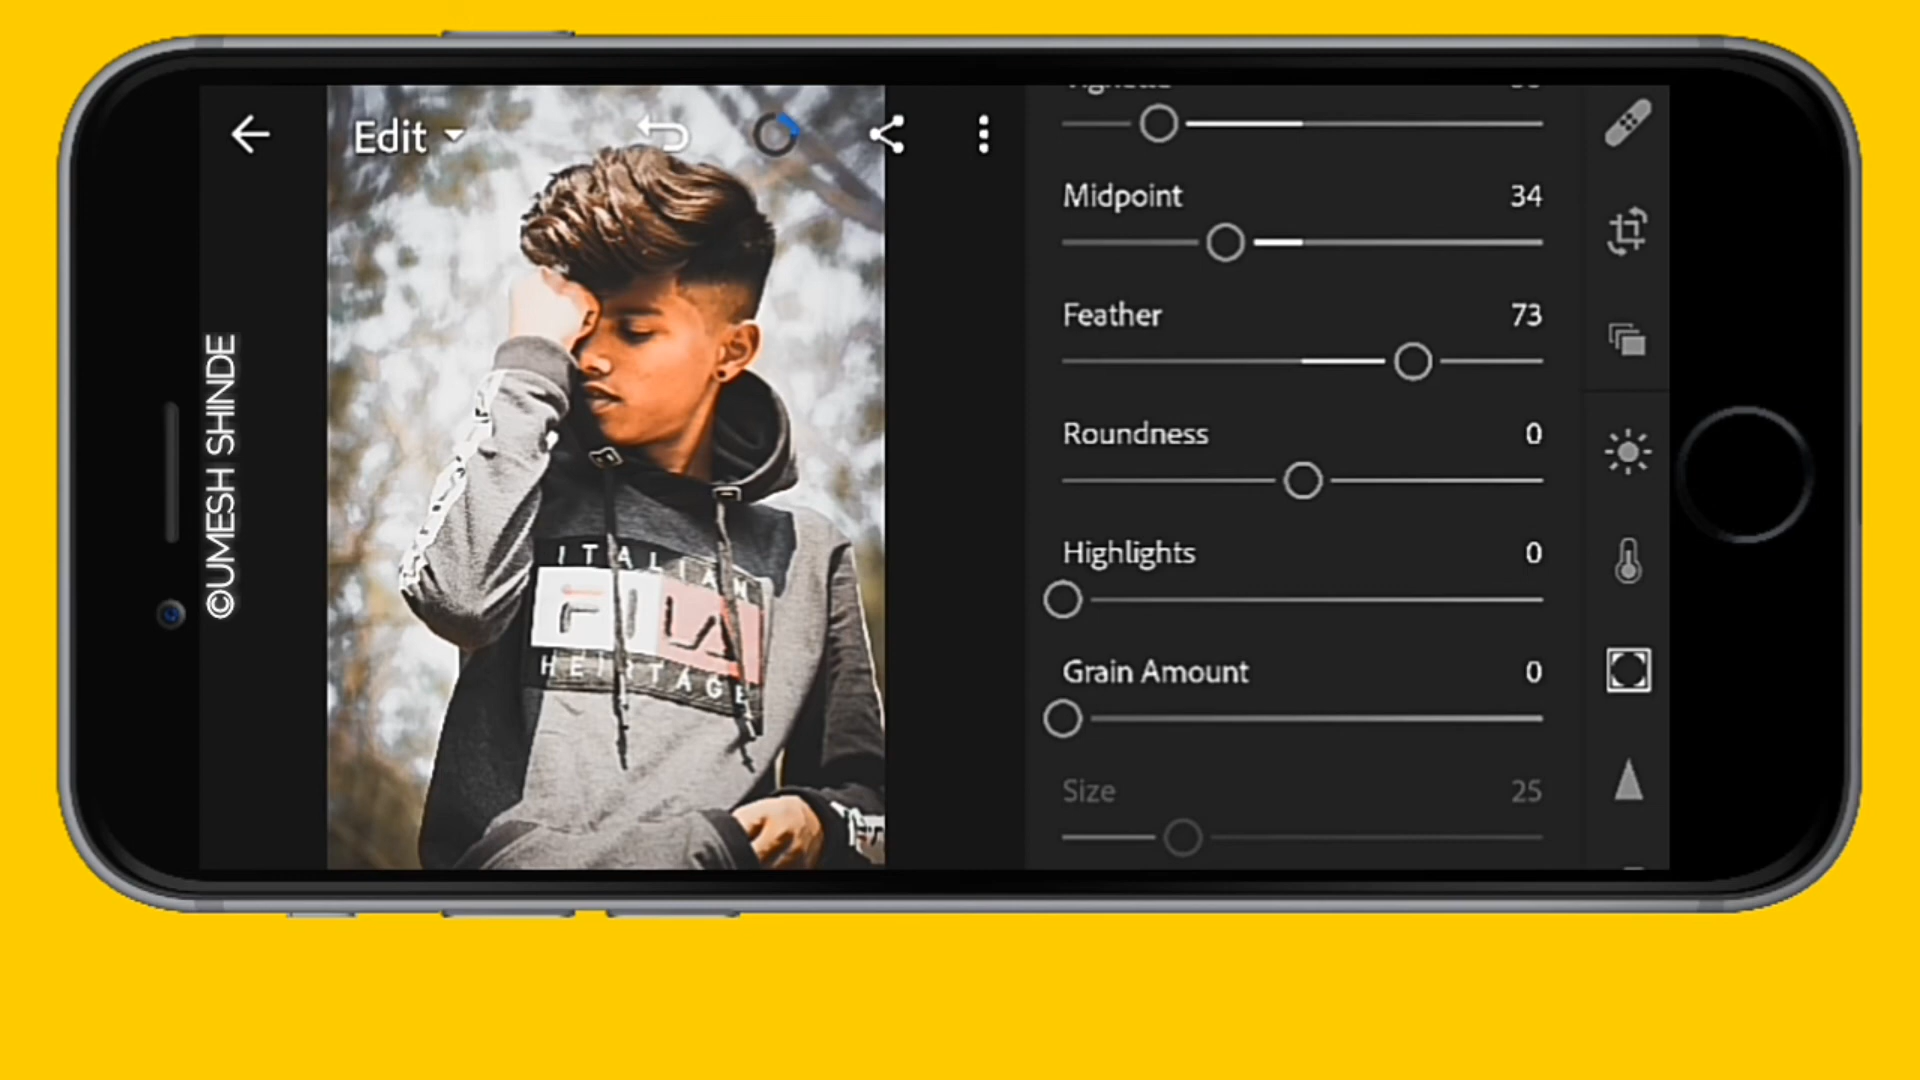 Edit
©UMESH SHINDE
ITALIAN
FILA
HERITAGE
Midpoint 34
Feather 73
Roundness 0
Highlights 0
Grain Amount 0
Size 25